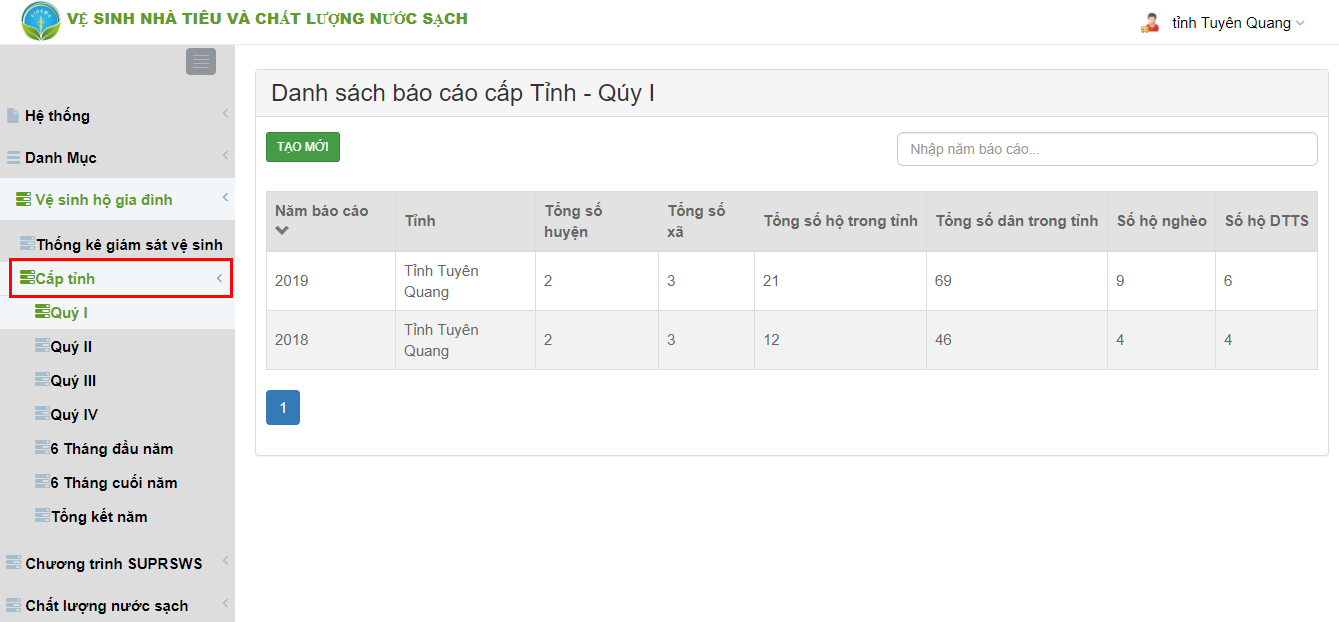 VỆ SINH NHÀ TIÊU VÀ CHẤT LƯỢNG NƯỚC SẠCH
tỉnh Tuyên Quang
Hệ thống
Danh Mục
Vệ sinh hộ gia đình
Thống kê giám sát vệ sinh
Cấp tỉnh
Quý I
Quý II
Quý III
Quý IV
6 Tháng đầu năm
6 Tháng cuối năm
Tổng kết năm
Chương trình SUPRSWS
Chất lượng nước sạch
Danh sách báo cáo cấp Tỉnh - Qúy I
TẠO MỚI
Nhập năm báo cáo...
Năm báo cáo Tỉnh Tổng số huyện Tổng số xã Tổng số hộ trong tỉnh Tổng số dân trong tỉnh Số hộ nghèo Số hộ DTTS
2019 Tỉnh Tuyên Quang 2 3 21 69 9 6
2018 Tỉnh Tuyên Quang 2 3 12 46 4 4
1